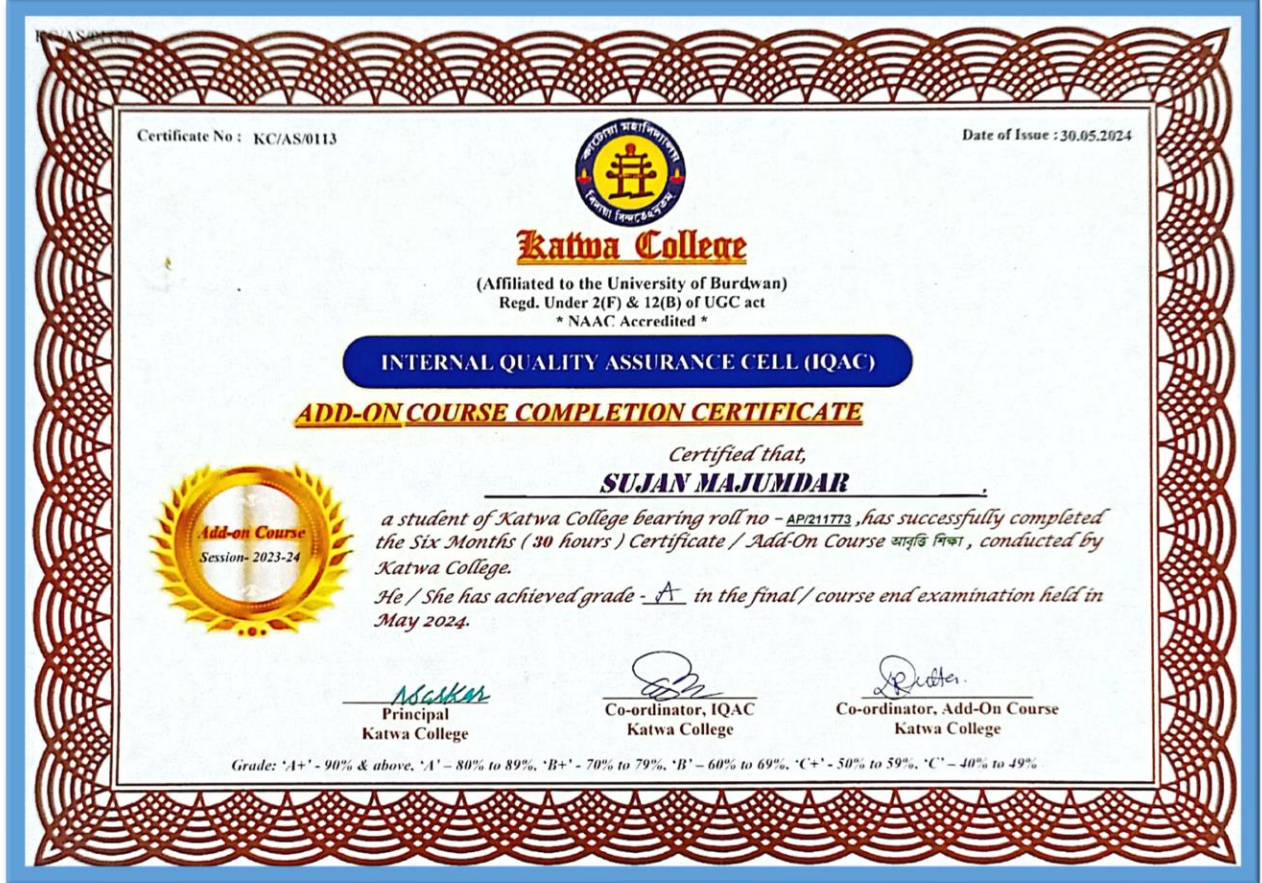 Certificate No : KC/AS/0113
Date of Issue : 30.05.2024
কাটোয়া মহাবিদ্যালয়
Katwa College
(Affiliated to the University of Burdwan)
Regd. Under 2(F) & 12(B) of UGC act
* NAAC Accredited *
INTERNAL QUALITY ASSURANCE CELL (IQAC)
ADD-ON COURSE COMPLETION CERTIFICATE
Certified that,
SUJAN MAJUMDAR.
a student of Katwa College bearing roll no - AP/211773 ,has successfully completed
the Six Months ( 30 hours ) Certificate / Add-On Course আবৃত্তি শিক্ষা , conducted by
Katwa College.
He / She has achieved grade - A in the final / course end examination held in
May 2024.
Add-on Course
Session- 2023-24
Principal
Katwa College
Co-ordinator, IQAC
Katwa College
Co-ordinator, Add-On Course
Katwa College
Grade: 'A+' - 90% & above, 'A' – 80% to 89%, 'B+' - 70% to 79%, 'B' – 60% to 69%, 'C+' - 50% to 59%, 'C' – 40% to 49%